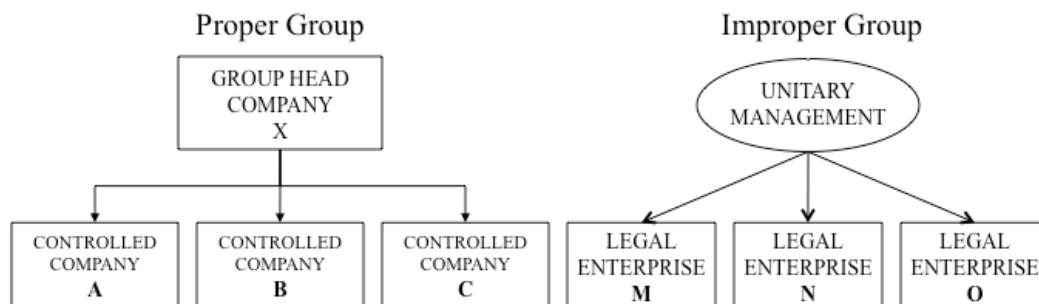 Proper Group
GROUP HEAD
COMPANY
X
CONTROLLED
COMPANY
A
CONTROLLED
COMPANY
B
CONTROLLED
COMPANY
C
Improper Group
UNITARY
MANAGEMENT
LEGAL
ENTERPRISE
M
LEGAL
ENTERPRISE
N
LEGAL
ENTERPRISE
O